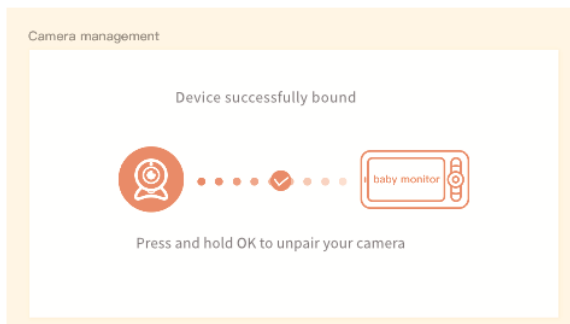 Camera management
Device successfully bound
baby monitor
Press and hold OK to unpair your camera